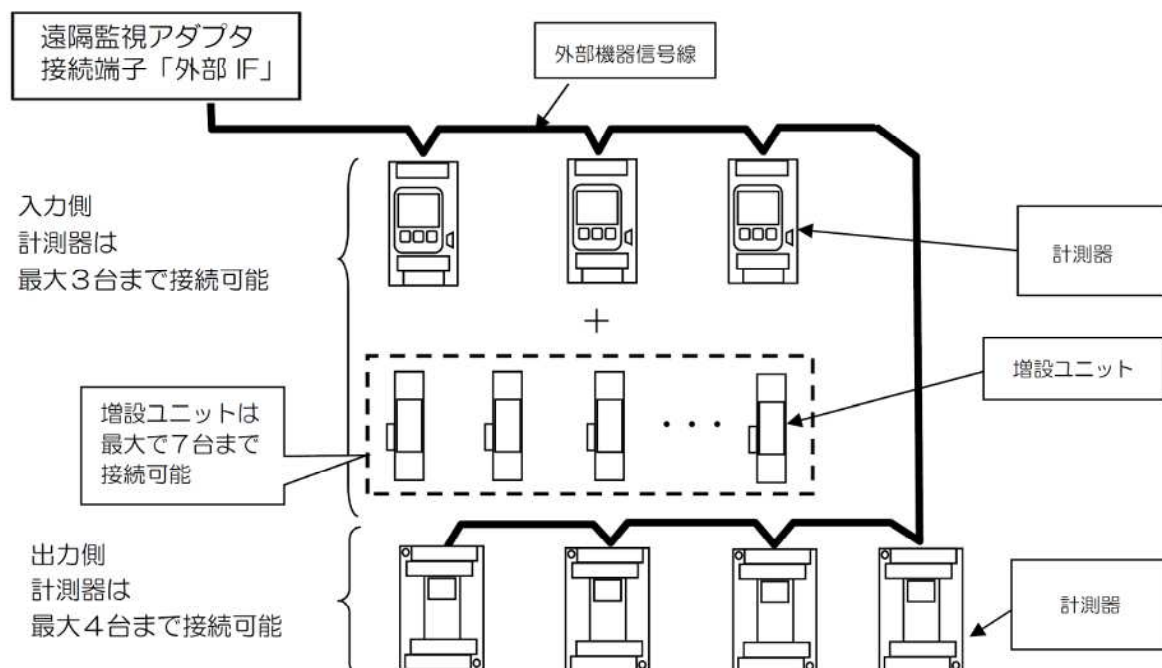 遠隔監視アダプタ
接続端子「外部 IF」
外部機器信号線
入力側
計測器は
最大３台まで接続可能
計測器
+
増設ユニット
増設ユニットは
最大で７台まで
接続可能
・・・
出力側
計測器は
最大４台まで接続可能
計測器